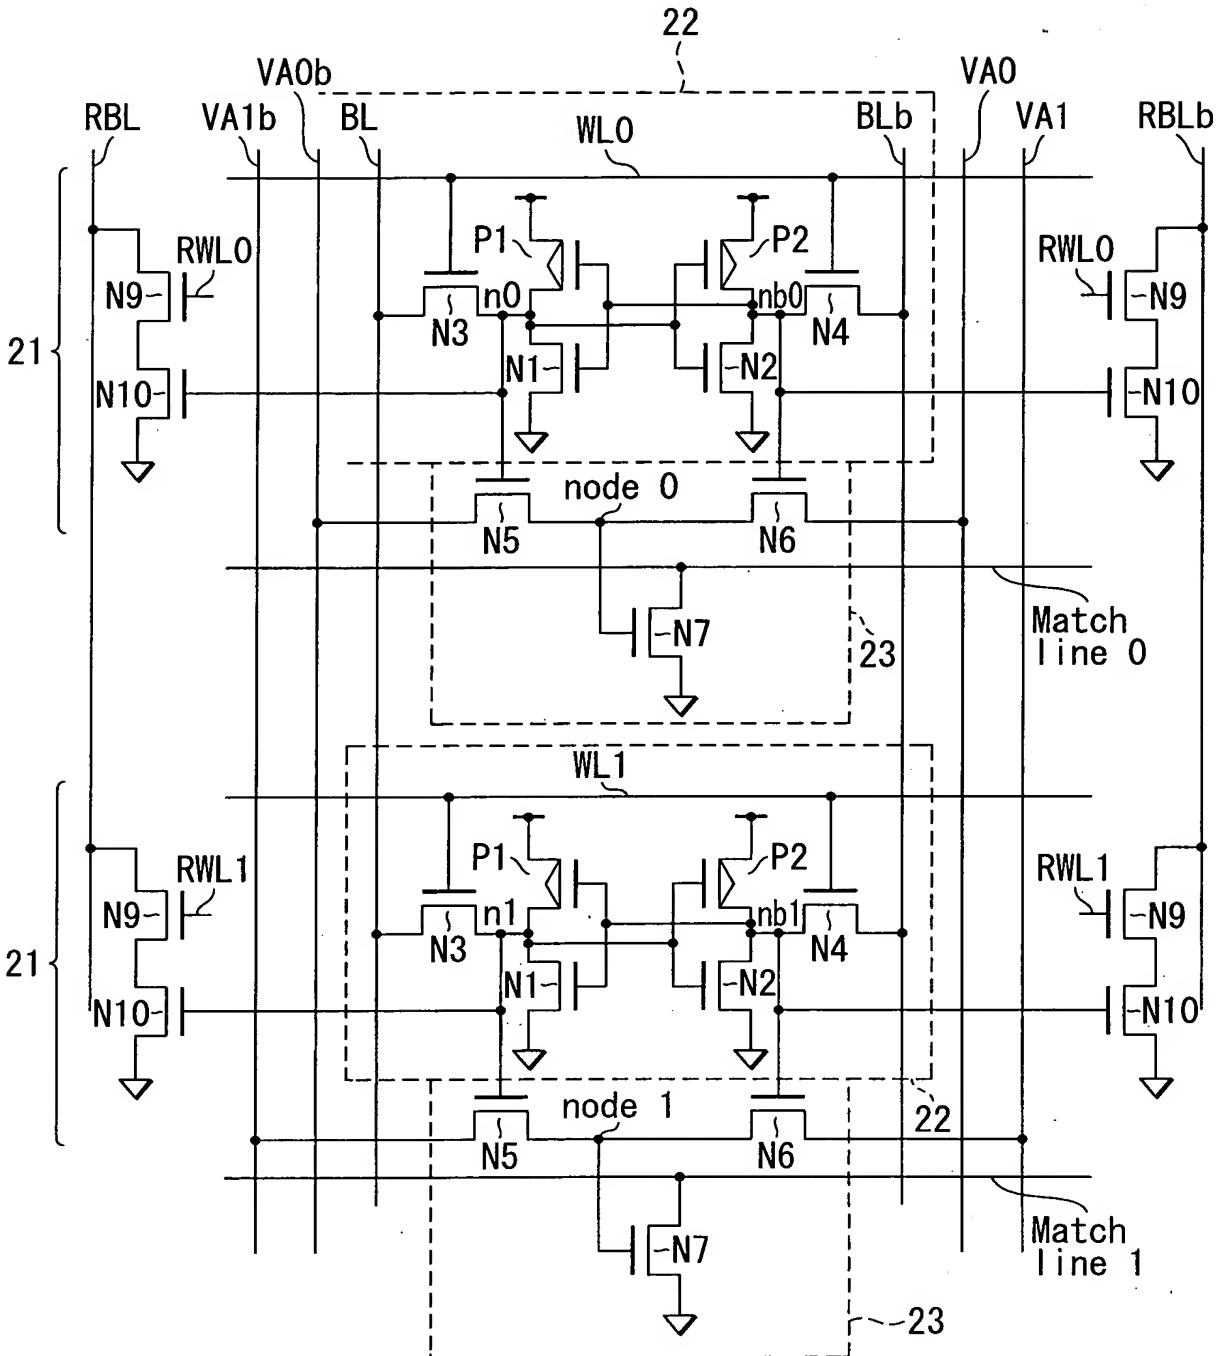 22
VA0b
VA0
RBL
VA1b
BL
WL0
BLb
VA1
RBLb
P1
P2
RWL0
RWL0
N9
n0
nb0
N9
N3
N4
21
N1
N2
N10
N10
node 0
N5
N6
N7
23
Match
line 0
WL1
P1
P2
RWL1
RWL1
N9
n1
nb1
N9
N3
N4
21
N1
N2
N10
N10
node 1
22
N5
N6
N7
Match
line 1
23